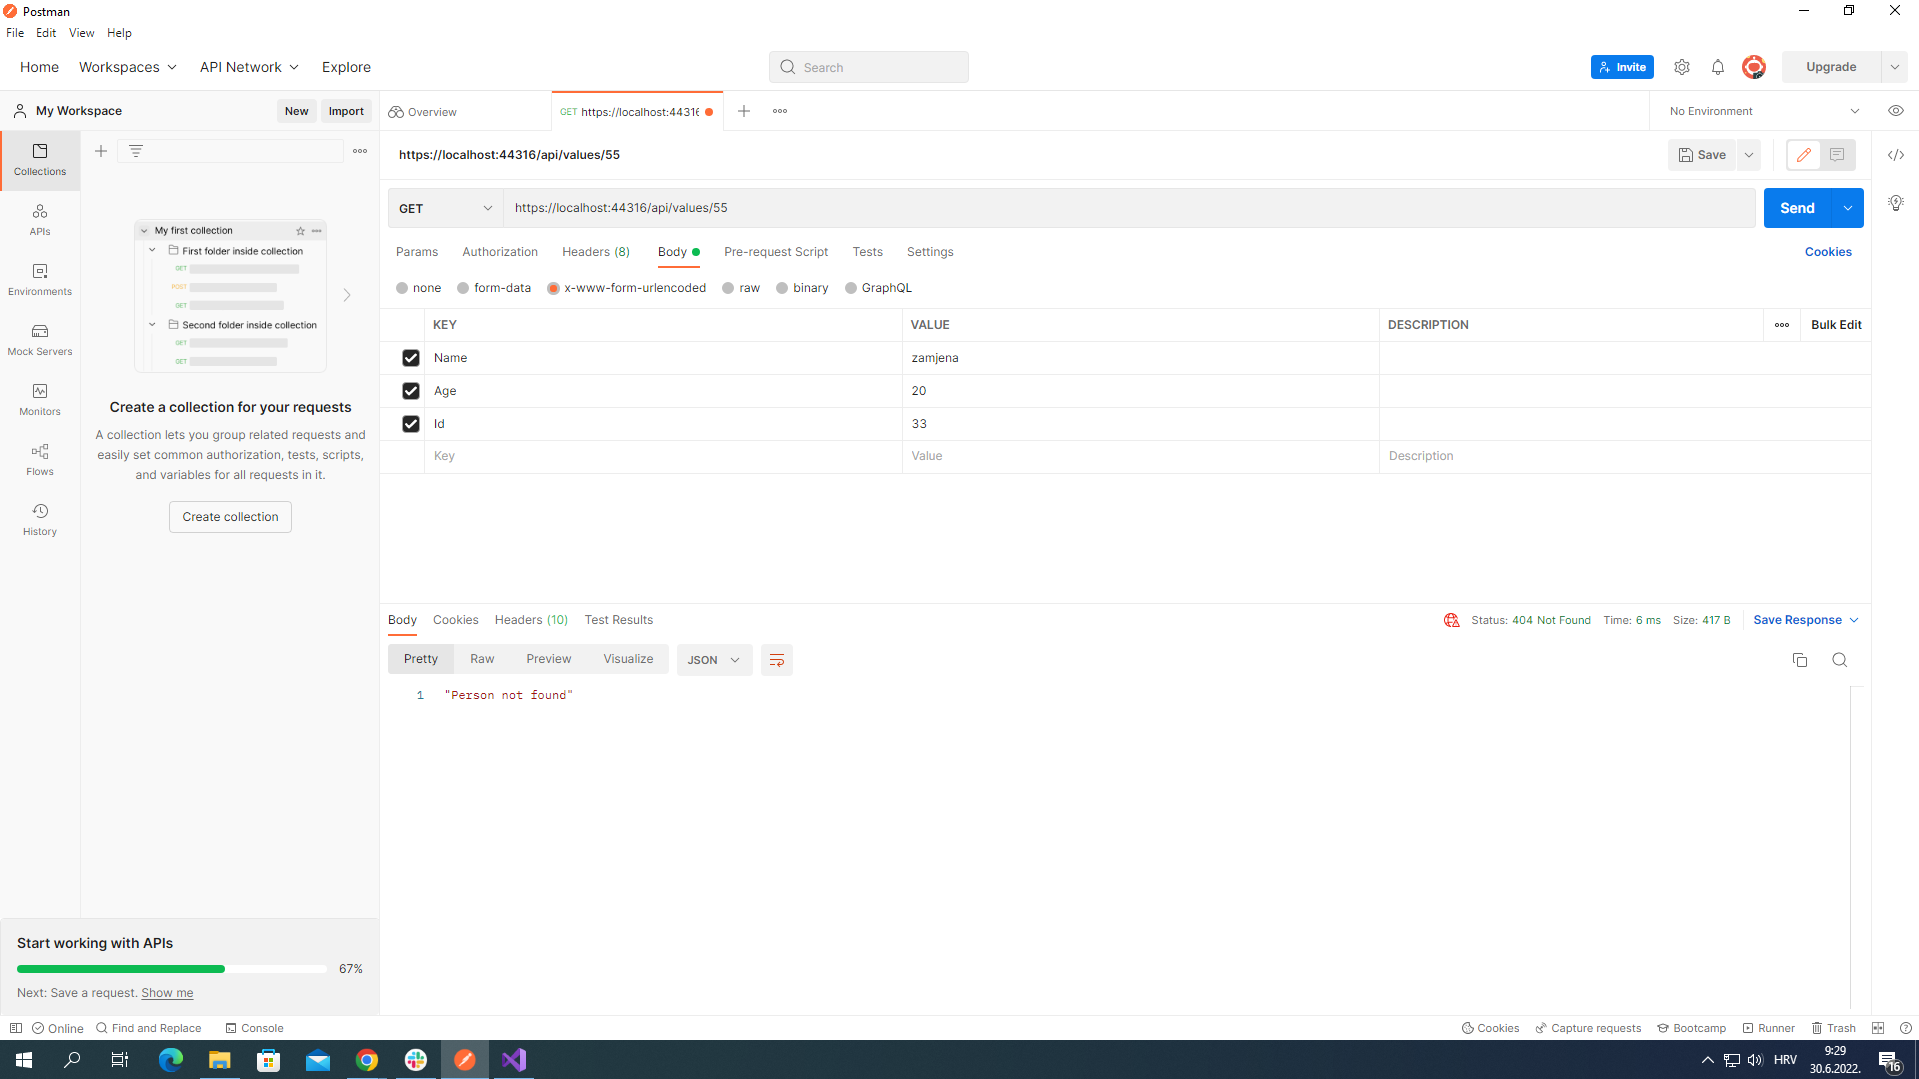 Postman
File Edit View Help
Home Workspaces API Network Explore Search Invite Upgrade
My Workspace New Import Overview GET https://localhost:4431 No Environment
Collections
APIs
Environments
Mock Servers
Monitors
Flows
History
My first collection
First folder inside collection
GET
POST
GET
Second folder inside collection
GET
GET
Create a collection for your requests
A collection lets you group related requests and
easily set common authorization, tests, scripts,
and variables for all requests in it.
Create collection
https://localhost:44316/api/values/55 Save
GET https://localhost:44316/api/values/55 Send
Params Authorization Headers (8) Body Pre-request Script Tests Settings Cookies
none form-data x-www-form-urlencoded raw binary GraphQL
KEY VALUE DESCRIPTION Bulk Edit
Name zamjena
Age 20
Id 33
Key Value Description
Body Cookies Headers (10) Test Results Status: 404 Not Found Time: 6 ms Size: 417 B Save Response
Pretty Raw Preview Visualize JSON
1 "Person not found"
Start working with APIs
67%
Next: Save a request. Show me
Online Find and Replace Console Cookies Capture requests Bootcamp Runner Trash
HRV 9:29
30.6.2022. 16